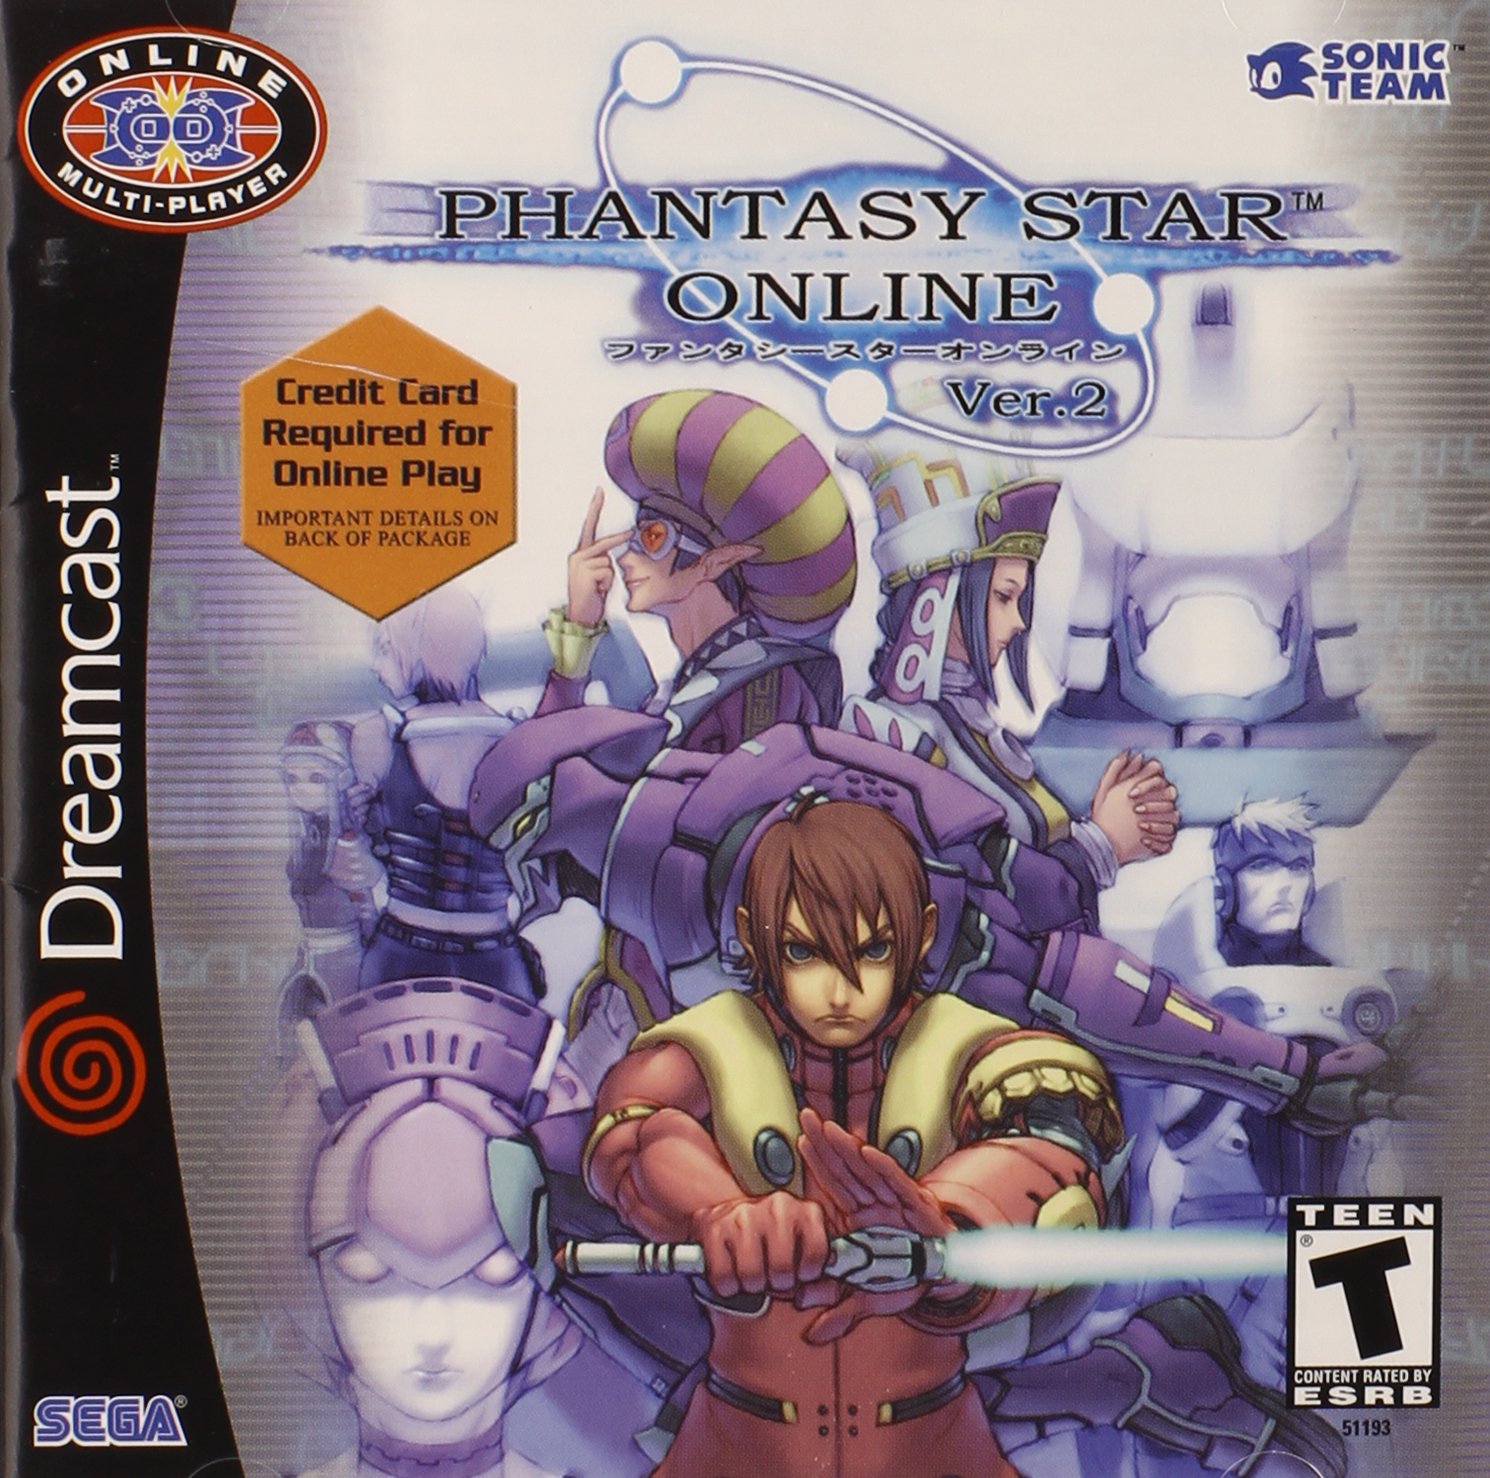 ONLINE
MULTI-PLAYER
SONIC
TEAM™
PHANTASY STAR™
ONLINE
ファンタシースターオンライン
Ver.2
Credit Card
Required for
Online Play
IMPORTANT DETAILS ON
BACK OF PACKAGE
Dreamcast™
TEEN
T
®
CONTENT RATED BY
ESRB
51193
SEGA®